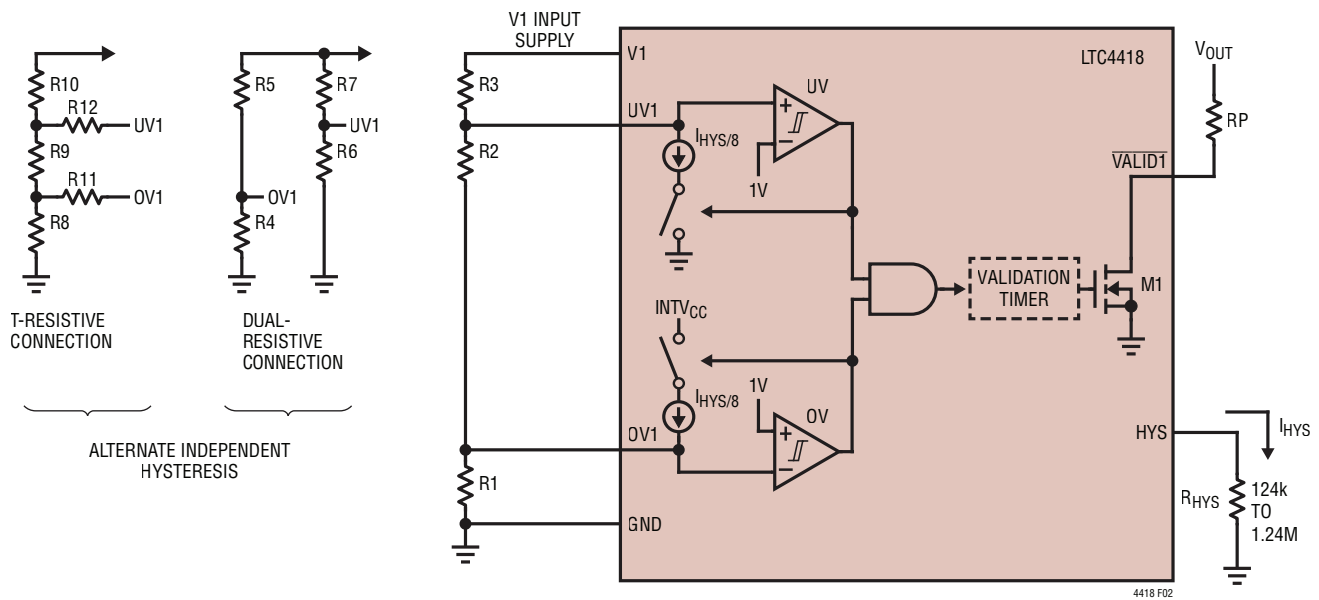 R10
R12
UV1
R9
R11
OV1
R8
T-RESISTIVE
CONNECTION
R5
R7
UV1
R6
OV1
R4
DUAL-
RESISTIVE
CONNECTION
ALTERNATE INDEPENDENT
HYSTERESIS
V1 INPUT
SUPPLY
R3
R2
R1
V1
UV1
IHYS/8
UV
1V
INTVCC
IHYS/8
1V
OV
OV1
GND
VALIDATION
TIMER
M1
LTC4418
VALID1
HYS
VOUT
RP
IHYS
RHYS
124k
TO
1.24M
4418 F02